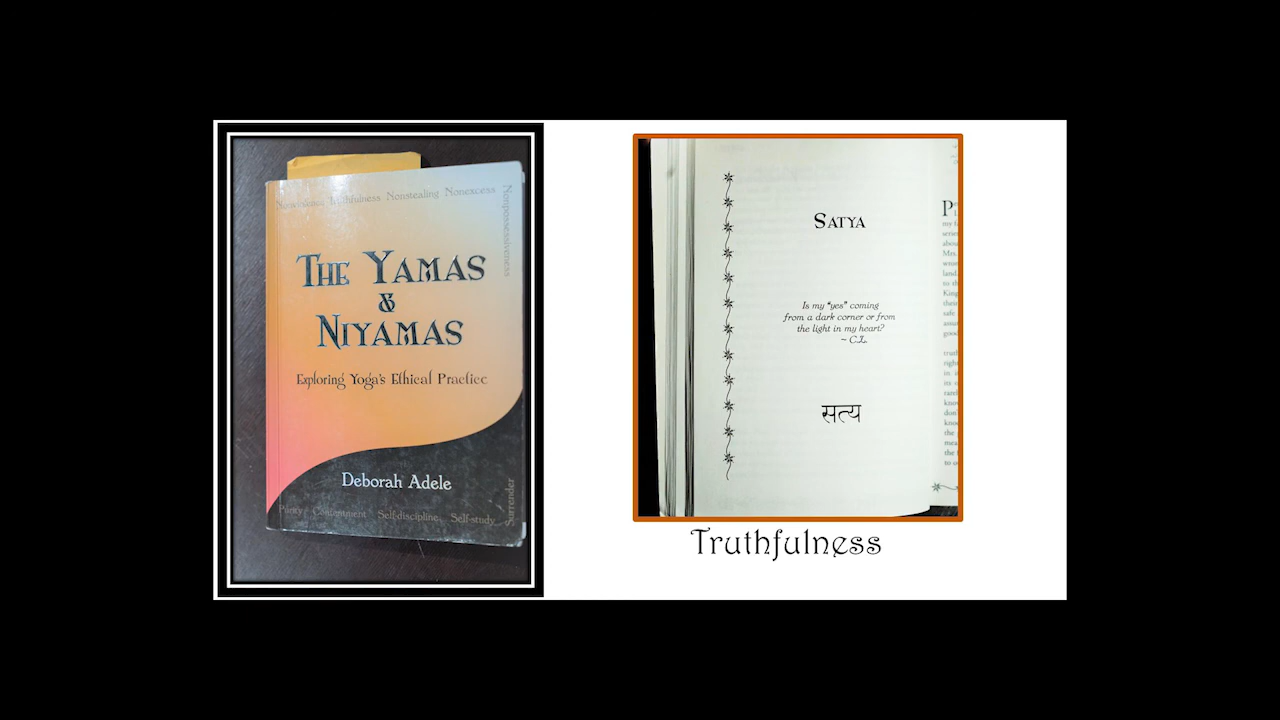 Nonviolence Truthfulness Nonstealing Nonexcess
Nonpossessiveness
THE YAMAS
&
NIYAMAS
Exploring Yoga's Ethical Practice
Deborah Adele
Purity Contentment Self-discipline Self-study
Surrender
SATYA
Is my "yes" coming
from a dark corner or from
the light in my heart?
~ C.L.
सत्य
Truthfulness